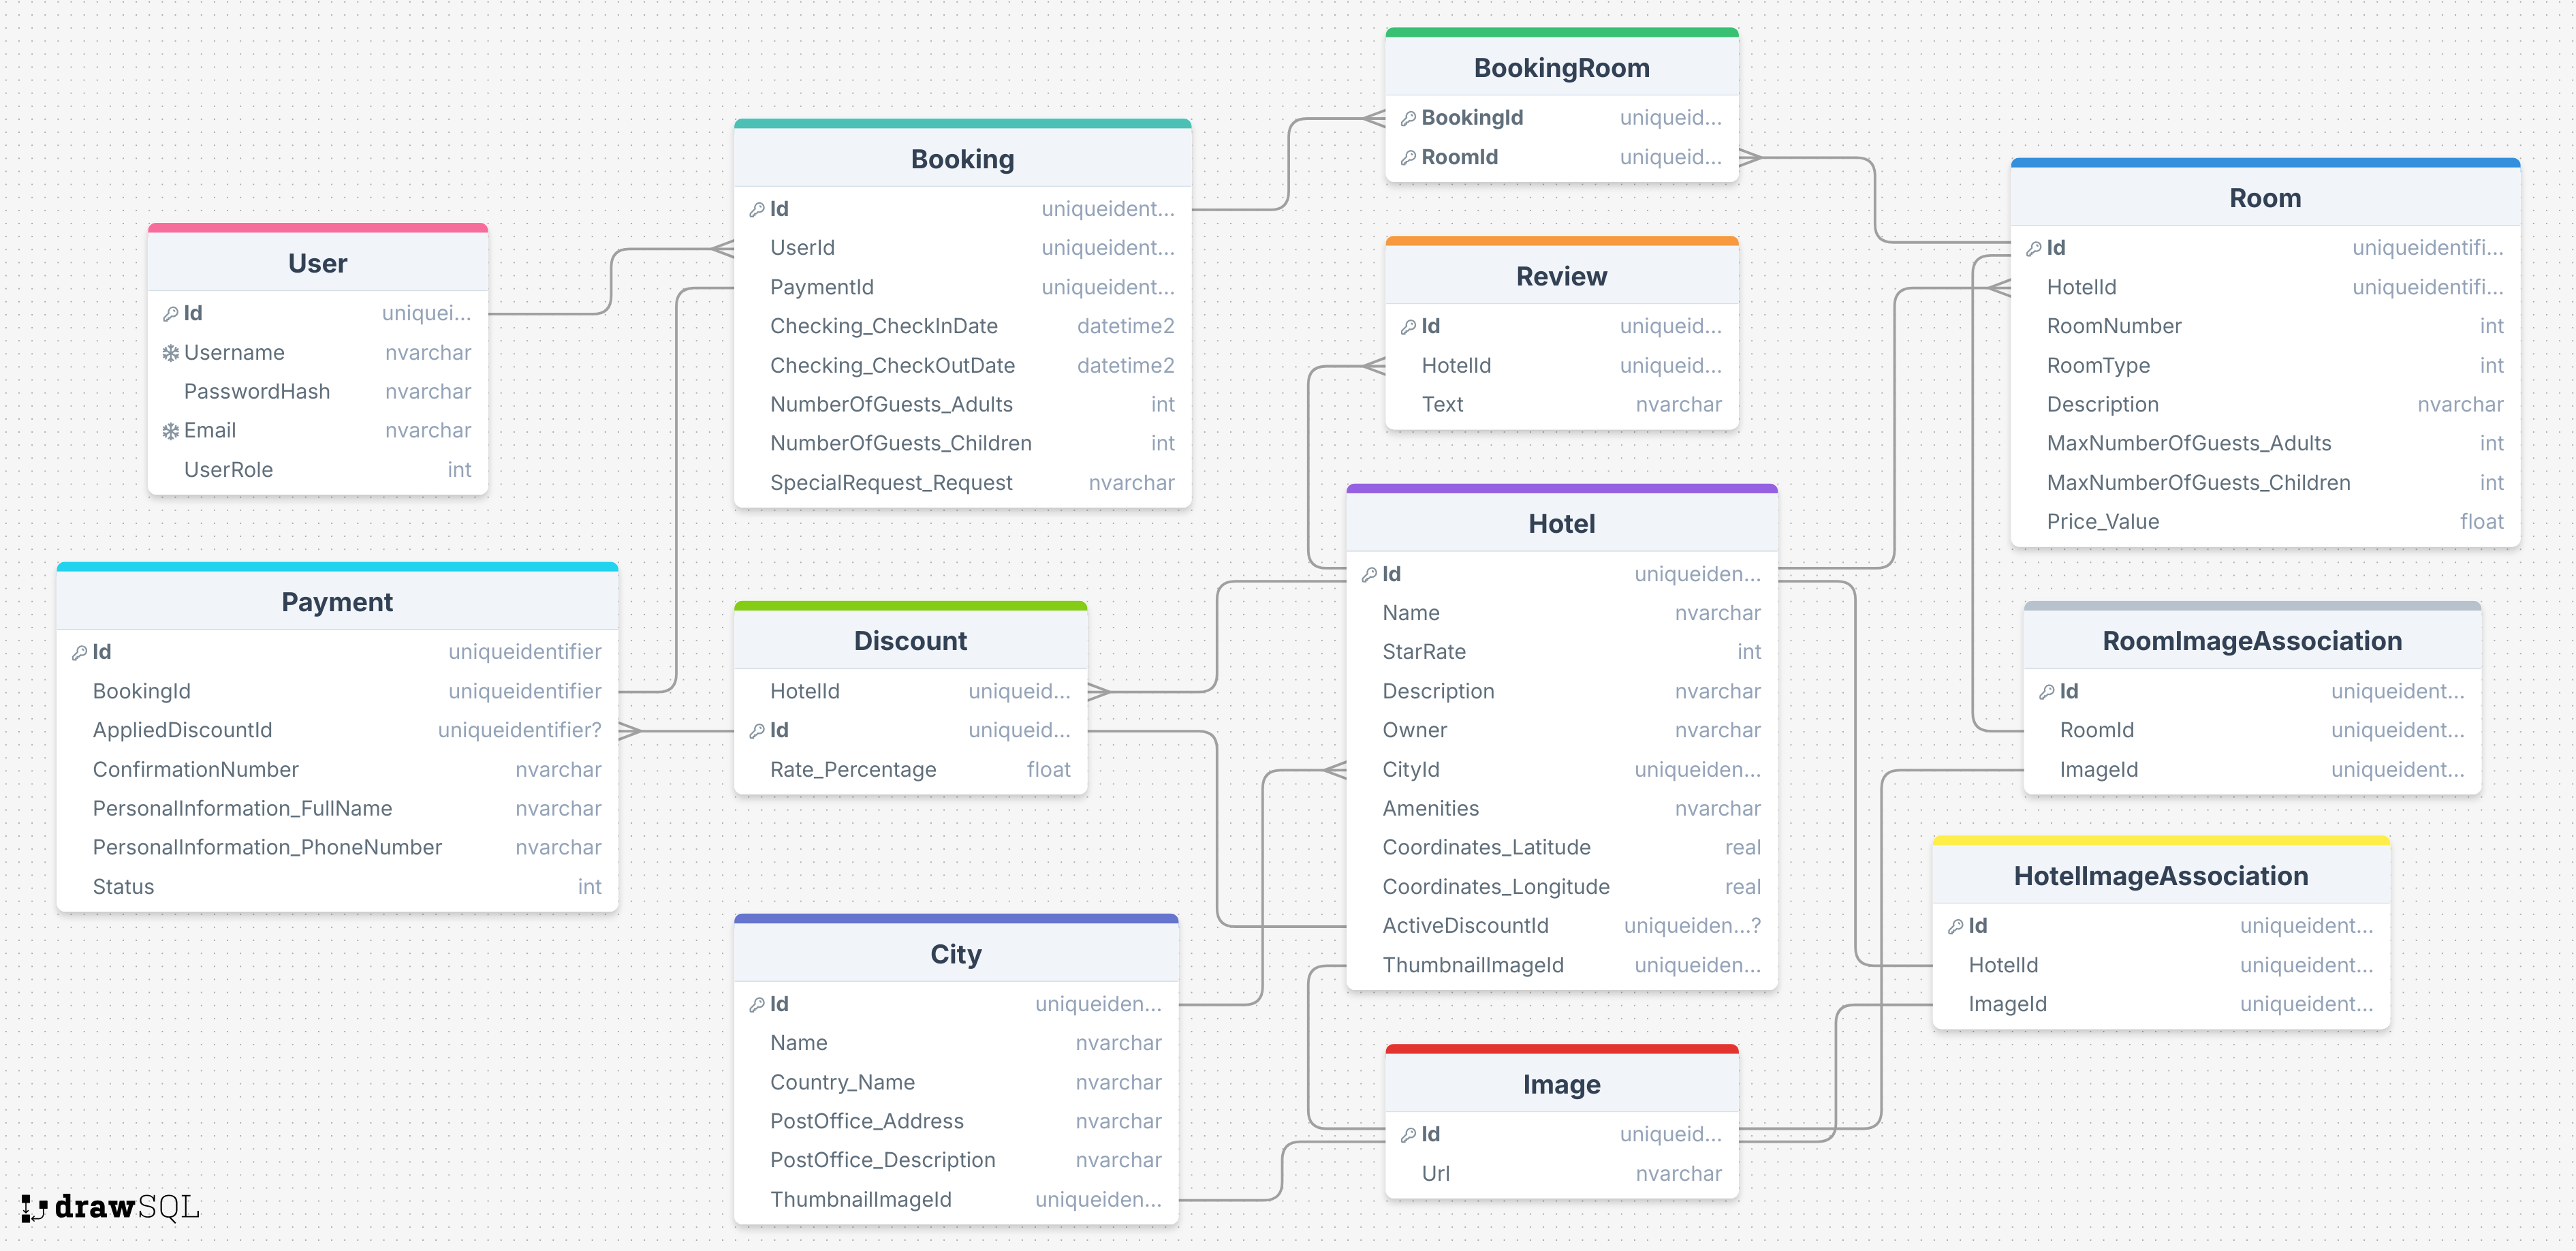 BookingRoom
BookingId uniqueid...
RoomId uniqueid...
Booking
Id uniqueident...
UserId uniqueident...
PaymentId uniqueident...
Checking_CheckInDate datetime2
Checking_CheckOutDate datetime2
NumberOfGuests_Adults int
NumberOfGuests_Children int
SpecialRequest_Request nvarchar
Room
Id uniqueidentifi...
HotelId uniqueidentifi...
RoomNumber int
RoomType int
Description nvarchar
MaxNumberOfGuests_Adults int
MaxNumberOfGuests_Children int
Price_Value float
User
Id uniquei...
Username nvarchar
PasswordHash nvarchar
Email nvarchar
UserRole int
Review
Id uniqueid...
HotelId uniqueid...
Text nvarchar
Hotel
Id uniqueiden...
Name nvarchar
StarRate int
Description nvarchar
Owner nvarchar
CityId uniqueiden...
Amenities nvarchar
Coordinates_Latitude real
Coordinates_Longitude real
ActiveDiscountId uniqueiden...?
ThumbnailImageId uniqueiden...
Payment
Id uniqueidentifier
BookingId uniqueidentifier
AppliedDiscountId uniqueidentifier?
ConfirmationNumber nvarchar
PersonalInformation_FullName nvarchar
PersonalInformation_PhoneNumber nvarchar
Status int
Discount
HotelId uniqueid...
Id uniqueid...
Rate_Percentage float
RoomImageAssociation
Id uniqueident...
RoomId uniqueident...
ImageId uniqueident...
HotelImageAssociation
Id uniqueident...
HotelId uniqueident...
ImageId uniqueident...
City
Id uniqueiden...
Name nvarchar
Country_Name nvarchar
PostOffice_Address nvarchar
PostOffice_Description nvarchar
ThumbnailImageId uniqueiden...
Image
Id uniqueid...
Url nvarchar
drawSQL